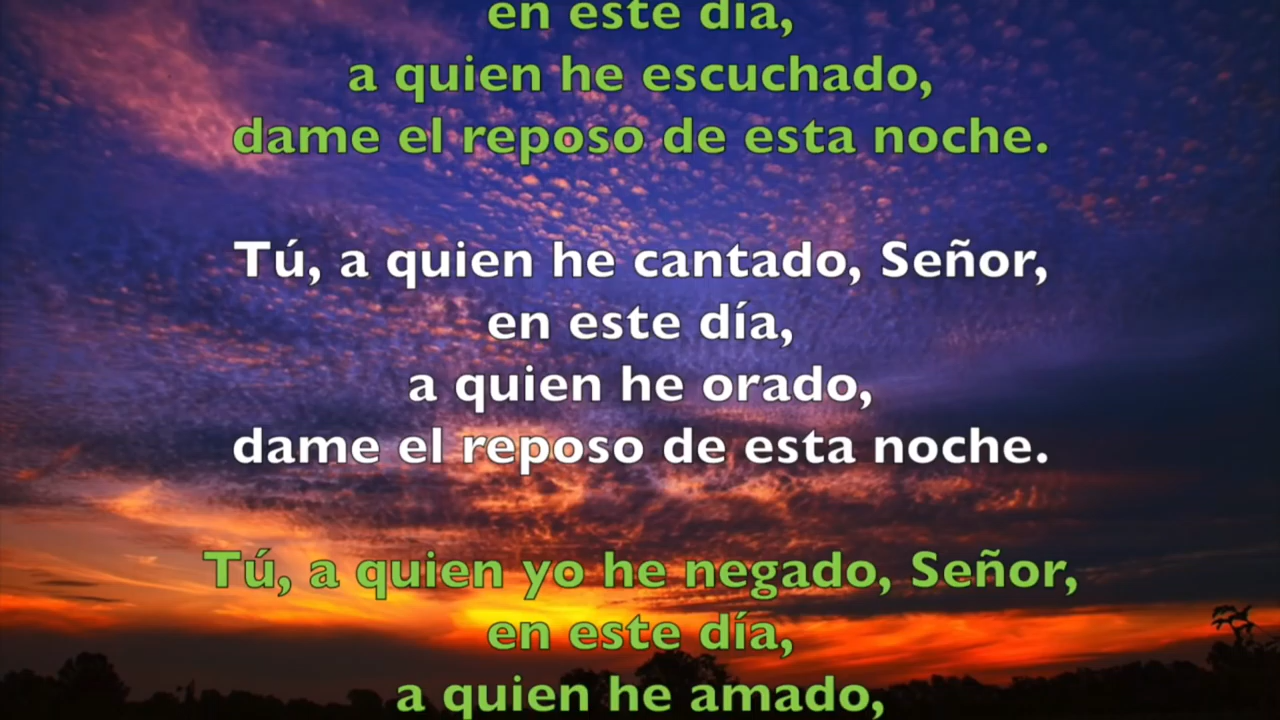 en este día,
a quien he escuchado,
dame el reposo de esta noche.
Tú, a quien he cantado, Señor,
en este día,
a quien he orado,
dame el reposo de esta noche.
Tú, a quien yo he negado, Señor,
en este día,
a quien he amado,